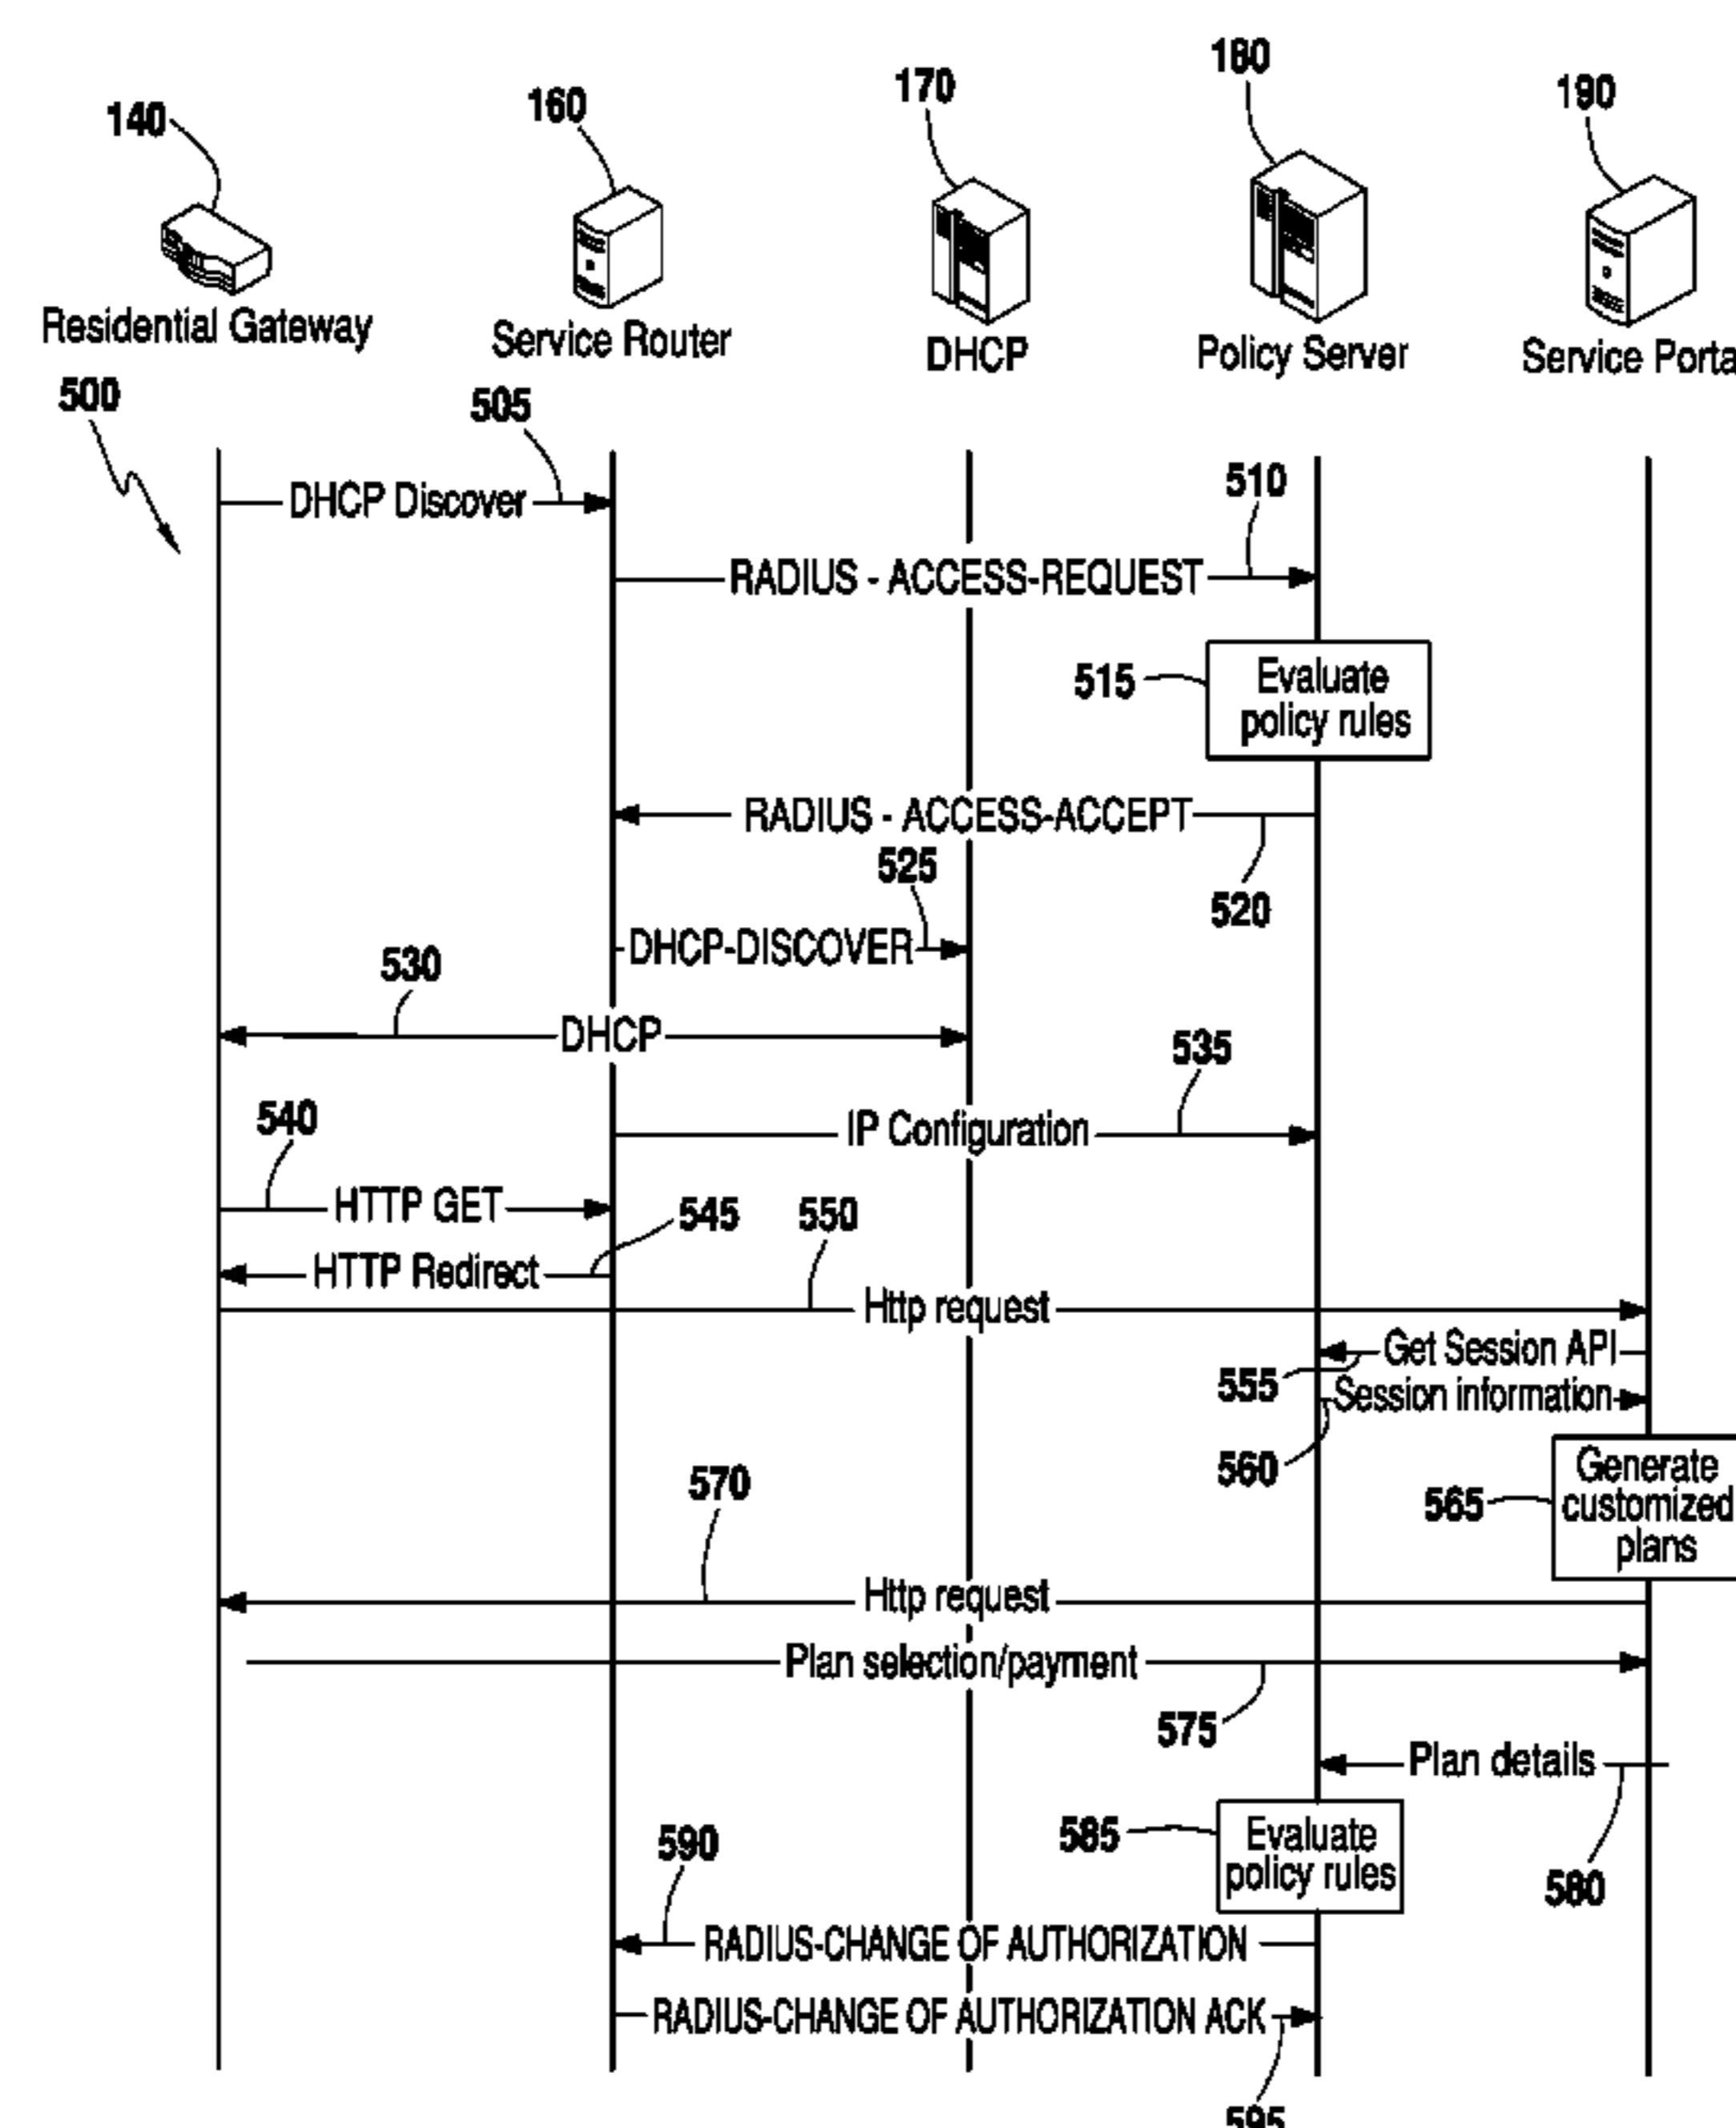 140
160
170
180
190
Residential Gateway
Service Router
DHCP
Policy Server
Service Porta
500
505
DHCP Discover
510
RADIUS - ACCESS-REQUEST
515
Evaluate
policy rules
RADIUS - ACCESS-ACCEPT
520
525
DHCP-DISCOVER
530
DHCP
535
IP Configuration
540
HTTP GET
545
HTTP Redirect
550
Http request
555
Get Session API
560
Session information
565
Generate
customized
plans
570
Http request
Plan selection/payment
575
Plan details
580
585
Evaluate
policy rules
590
RADIUS-CHANGE OF AUTHORIZATION
RADIUS-CHANGE OF AUTHORIZATION ACK
595